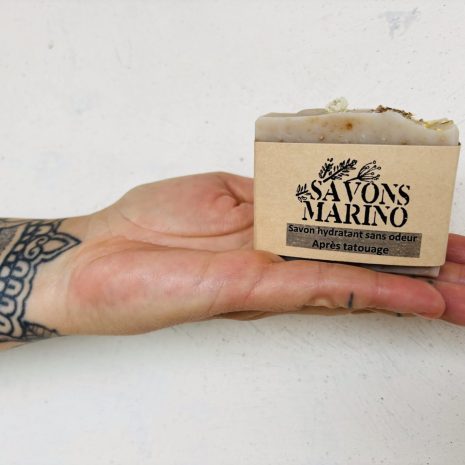 SAVONS
MARINO
Savon hydratant sans odeur
Après tatouage